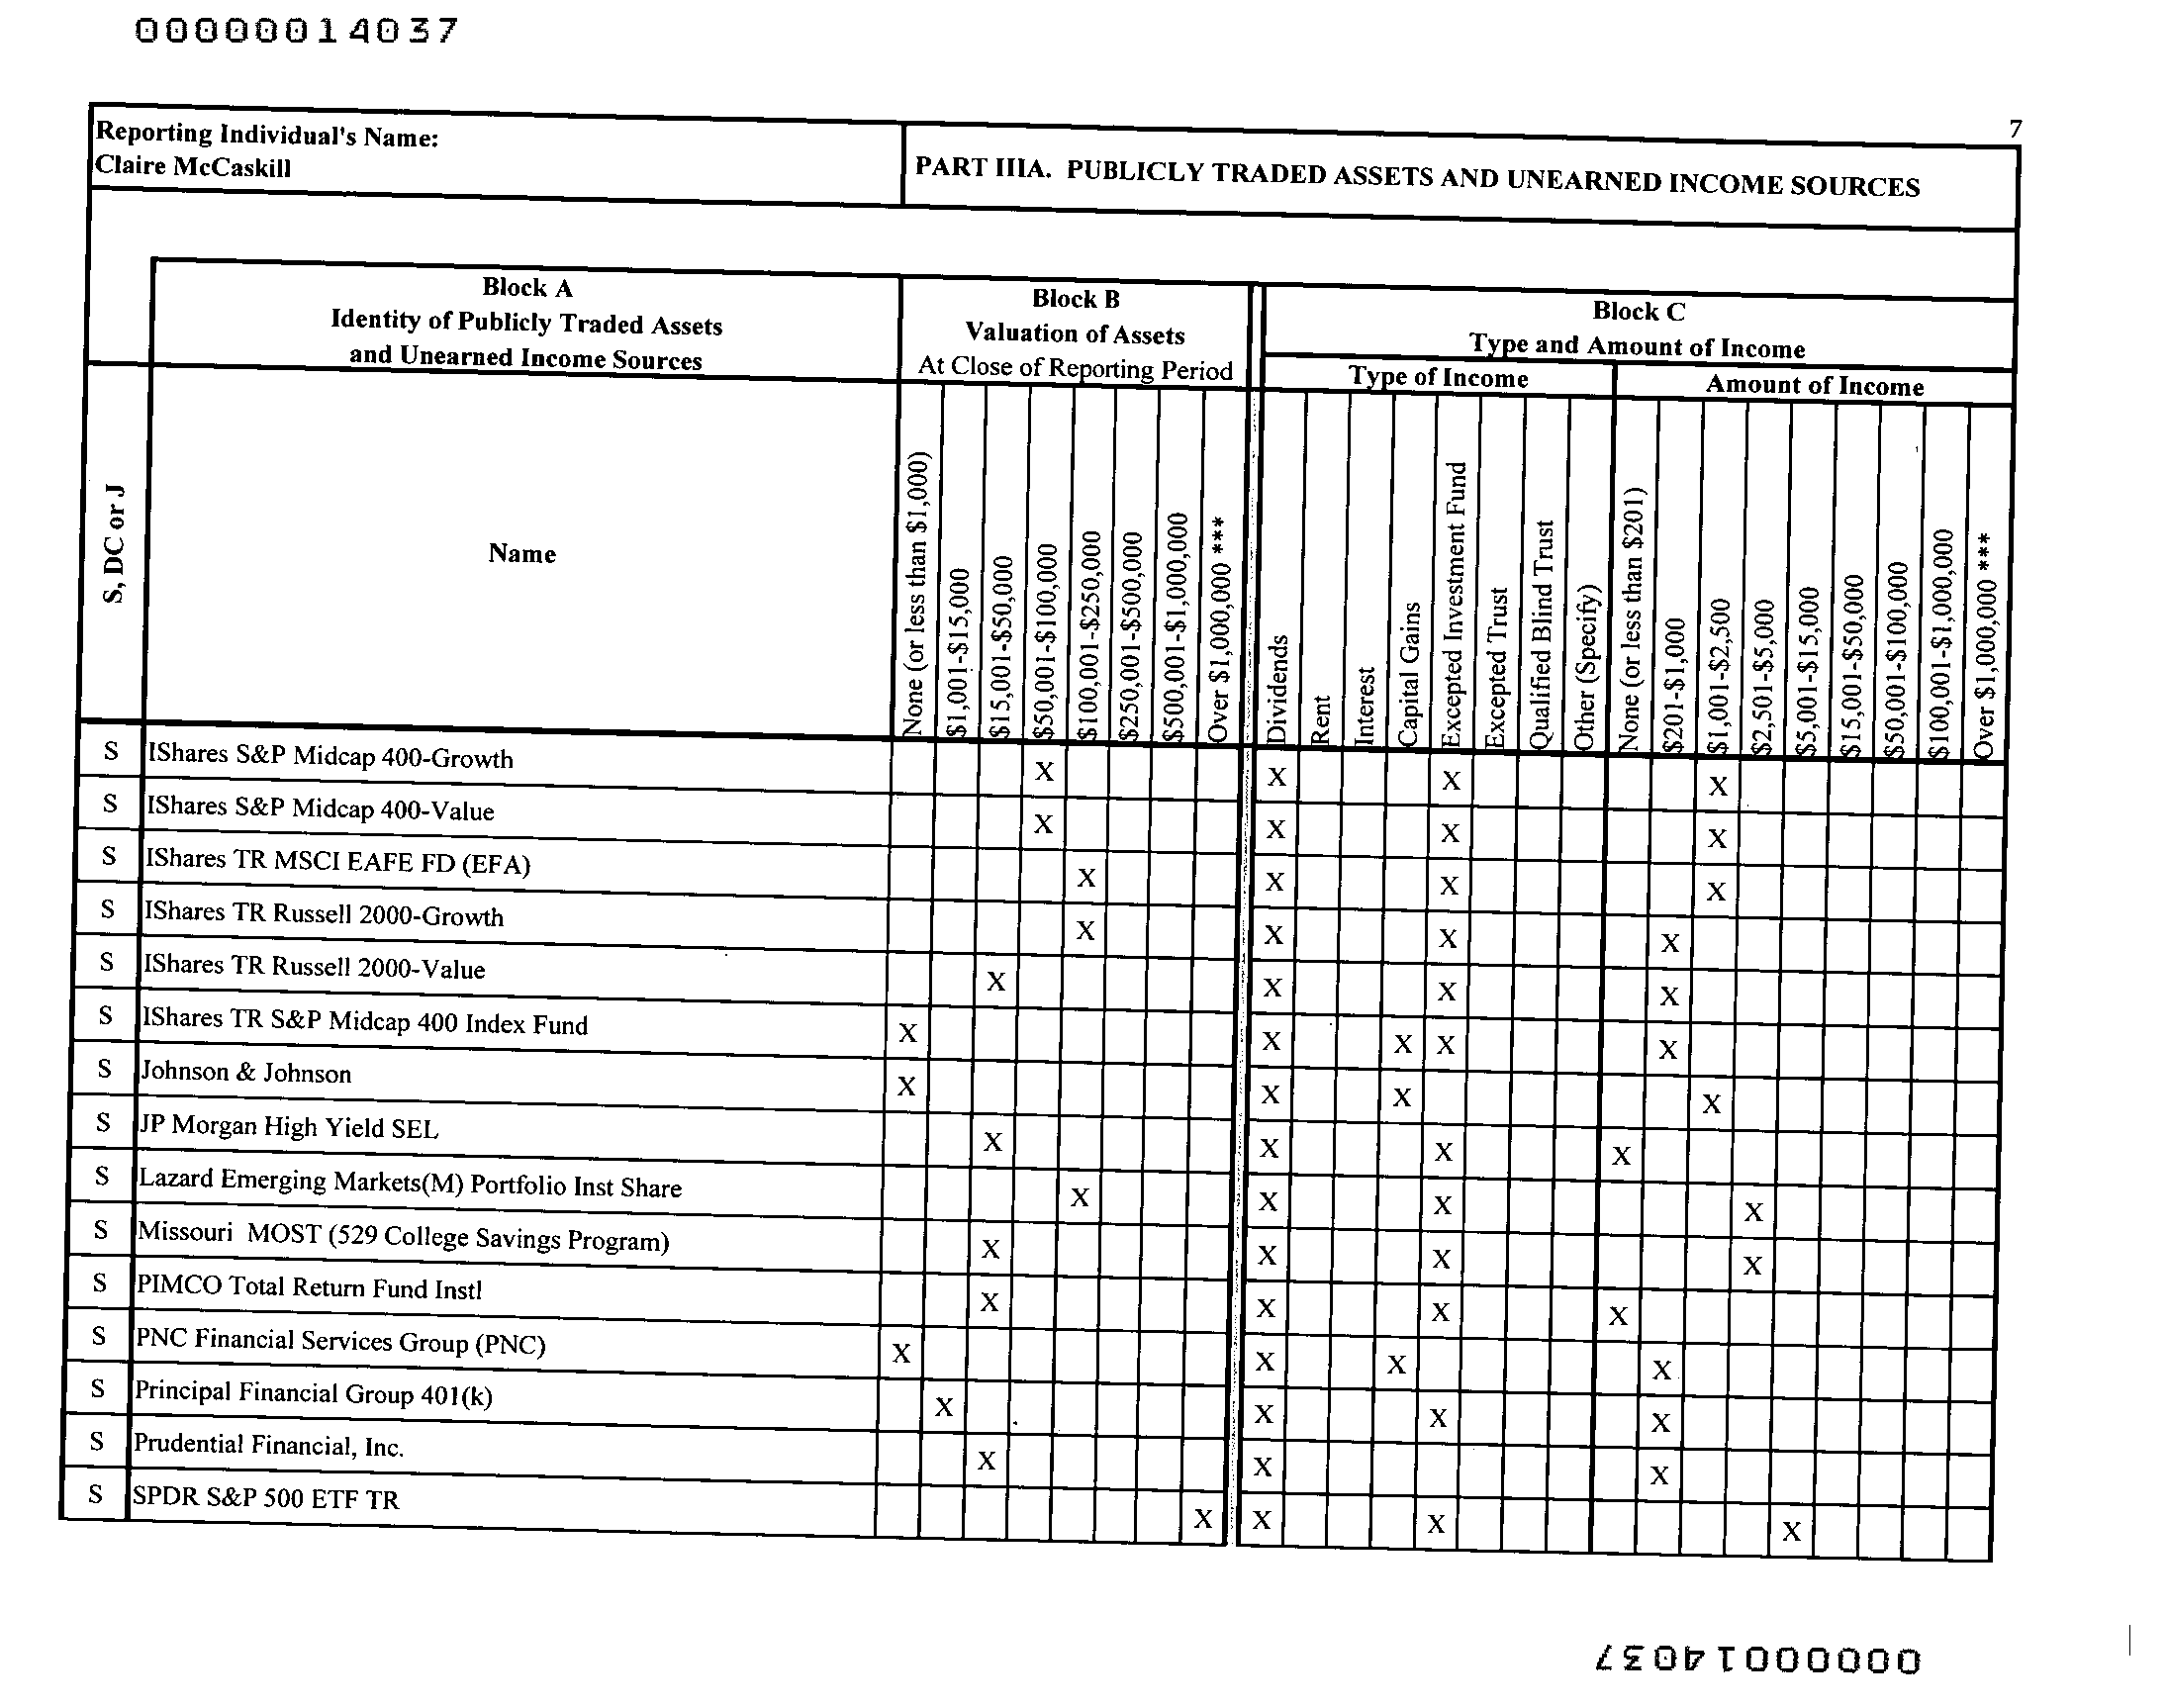 00000014037
7
Reporting Individual's Name:
Claire McCaskill
PART IIIA. PUBLICLY TRADED ASSETS AND UNEARNED INCOME SOURCES
Block A
Identity of Publicly Traded Assets
and Unearned Income Sources
Block B
Valuation of Assets
At Close of Reporting Period
Block C
Type and Amount of Income
Type of Income
Amount of Income
S, DC or J
Name
None (or less than $1,000)
$1,001-$15,000
$15,001-$50,000
$50,001-$100,000
$100,001-$250,000
$250,001-$500,000
$500,001-$1,000,000
Over $1,000,000 ***
Dividends
Rent
Interest
Capital Gains
Excepted Investment Fund
Excepted Trust
Qualified Blind Trust
Other (Specify)
None (or less than $201)
$201-$1,000
$1,001-$2,500
$2,501-$5,000
$5,001-$15,000
$15,001-$50,000
$50,001-$100,000
$100,001-$1,000,000
Over $1,000,000 ***
S IShares S&P Midcap 400-Growth X X X X
S IShares S&P Midcap 400-Value X X X X
S IShares TR MSCI EAFE FD (EFA) X X X X
S IShares TR Russell 2000-Growth X X X X
S IShares TR Russell 2000-Value X X X X
S IShares TR S&P Midcap 400 Index Fund X X X X X
S Johnson & Johnson X X X X
S JP Morgan High Yield SEL X X X X
S Lazard Emerging Markets(M) Portfolio Inst Share X X X X
S Missouri MOST (529 College Savings Program) X X X X
S PIMCO Total Return Fund Instl X X X X
S PNC Financial Services Group (PNC) X X X X
S Principal Financial Group 401(k) X X X X
S Prudential Financial, Inc. X X X
S SPDR S&P 500 ETF TR X X X X
00000014037